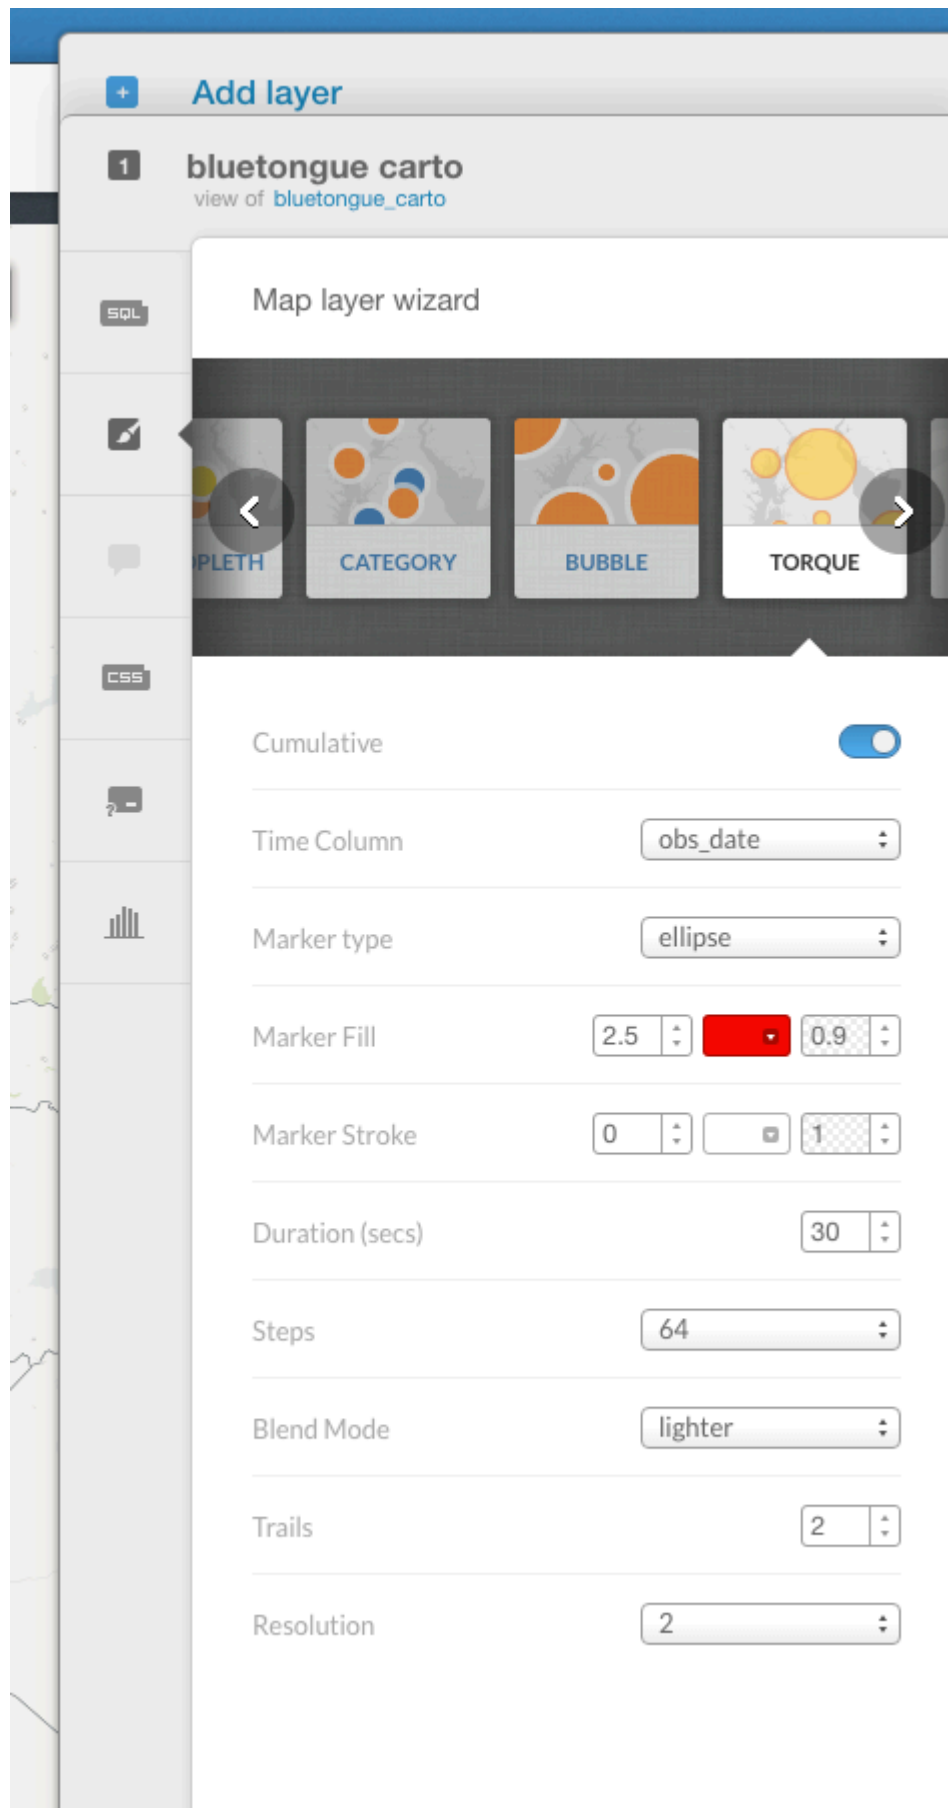 Add layer
1 bluetongue carto
view of bluetongue_carto
SQL
Map layer wizard
PLETH CATEGORY BUBBLE TORQUE
CSS
Cumulative
Time Column obs_date
Marker type ellipse
Marker Fill 2.5 0.9
Marker Stroke 0 1
Duration (secs) 30
Steps 64
Blend Mode lighter
Trails 2
Resolution 2